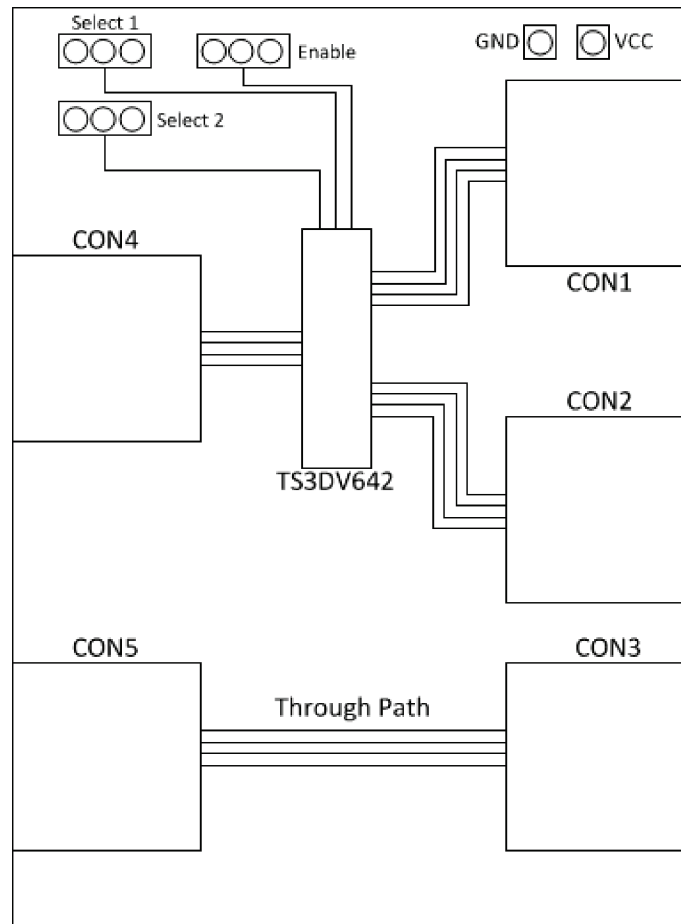 Select 1
Enable
GND
VCC
Select 2
CON4
CON1
CON2
TS3DV642
CON5
CON3
Through Path